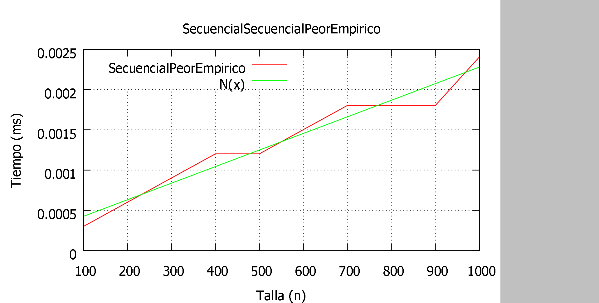 SecuencialSecuencialPeorEmpirico
SecuencialPeorEmpirico
N(x)
Tiempo (ms)
0.0025
0.002
0.0015
0.001
0.0005
0
100 200 300 400 500 600 700 800 900 1000
Talla (n)